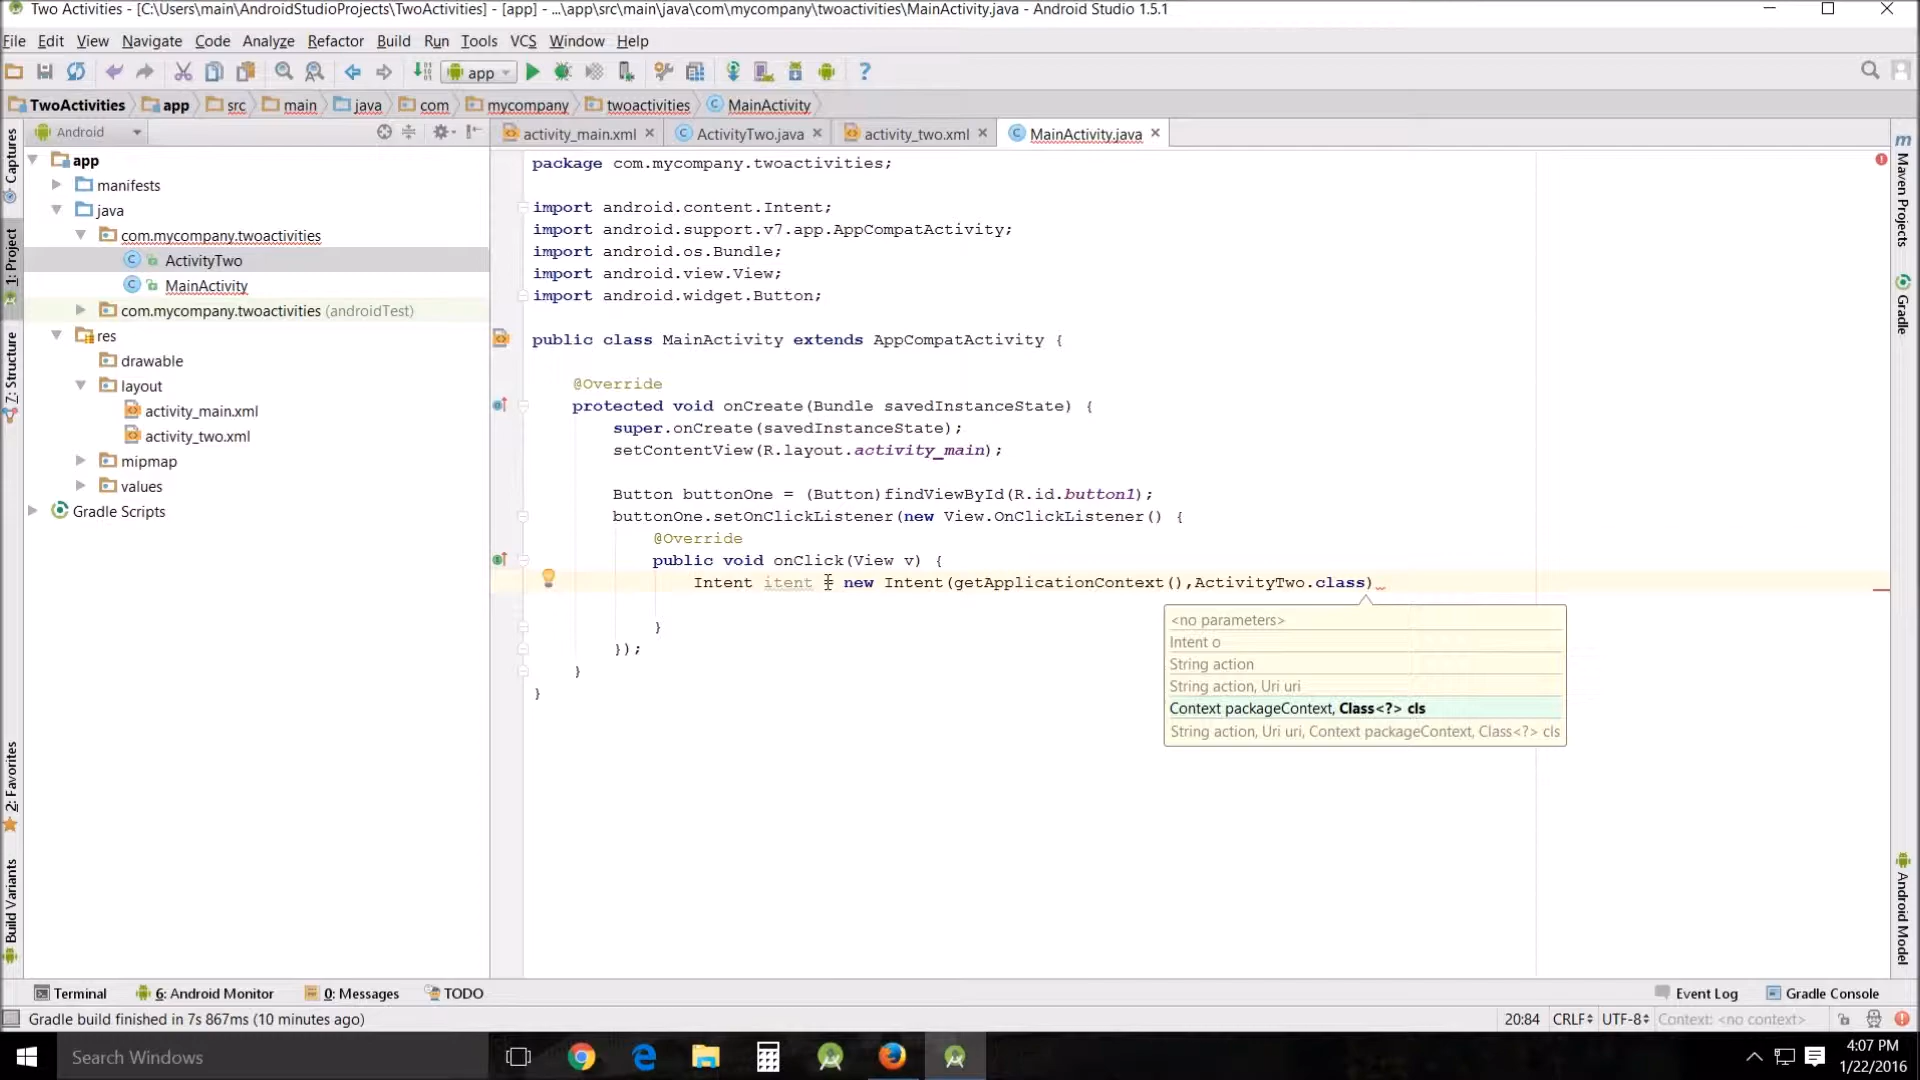 Two Activities - [C:\Users\main\AndroidStudioProjects\TwoActivities] - [app] - ...\app\src\main\java\com\mycompany\twoactivities\MainActivity.java - Android Studio 1.5.1
File Edit View Navigate Code Analyze Refactor Build Run Tools VCS Window Help
app
TwoActivities app src main java com mycompany twoactivities MainActivity
Android
activity_main.xml ActivityTwo.java activity_two.xml MainActivity.java
Captures
1: Project
7: Structure
2: Favorites
Build Variants
app
manifests
java
com.mycompany.twoactivities
ActivityTwo
MainActivity
com.mycompany.twoactivities (androidTest)
res
drawable
layout
activity_main.xml
activity_two.xml
mipmap
values
Gradle Scripts
package com.mycompany.twoactivities;
import android.content.Intent;
import android.support.v7.app.AppCompatActivity;
import android.os.Bundle;
import android.view.View;
import android.widget.Button;
public class MainActivity extends AppCompatActivity {
@Override
protected void onCreate(Bundle savedInstanceState) {
super.onCreate(savedInstanceState);
setContentView(R.layout.activity_main);
Button buttonOne = (Button)findViewById(R.id.button1);
buttonOne.setOnClickListener(new View.OnClickListener() {
@Override
public void onClick(View v) {
Intent itent = new Intent(getApplicationContext(),ActivityTwo.class)
}
});
}
}
<no parameters>
Intent o
String action
String action, Uri uri
Context packageContext, Class<?> cls
String action, Uri uri, Context packageContext, Class<?> cls
Maven Projects
Gradle
Android Model
Terminal 6: Android Monitor 0: Messages TODO Event Log Gradle Console
Gradle build finished in 7s 867ms (10 minutes ago) 20:84 CRLF UTF-8 Context: <no context>
Search Windows
4:07 PM
1/22/2016